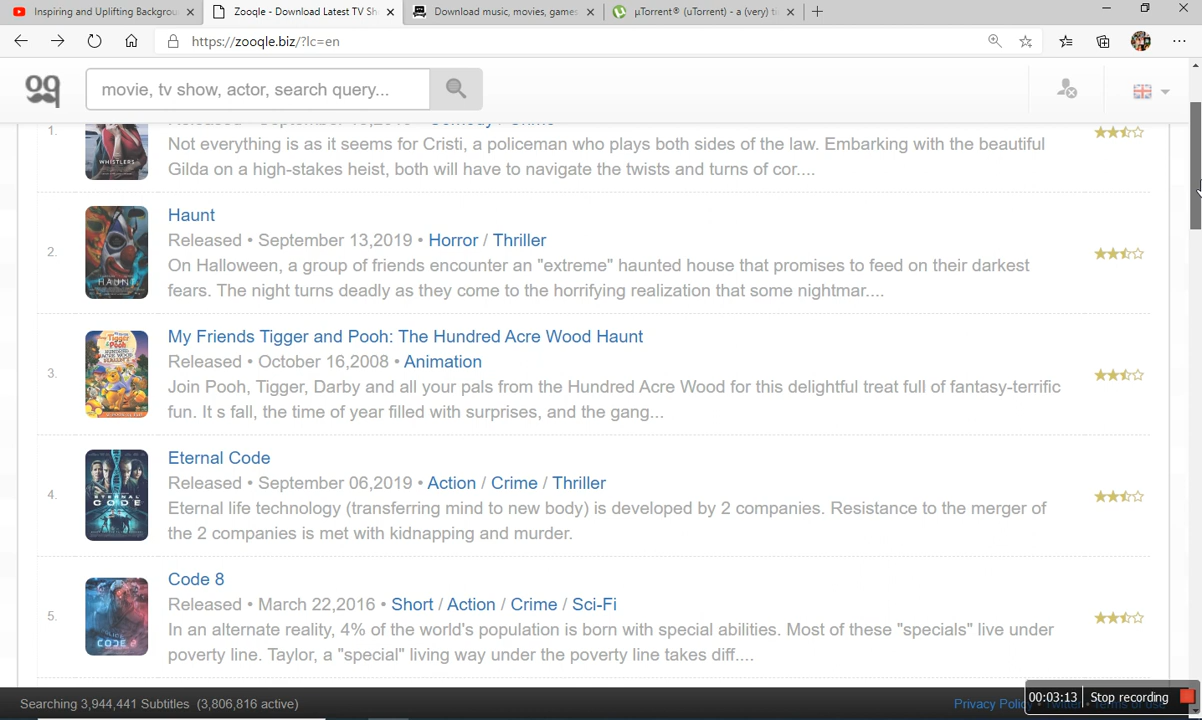 Inspiring and Uplifting Backgrou
Zooqle - Download Latest TV Sh
Download music, movies, games
µTorrent® (uTorrent) - a (very) ti
https://zooqle.biz/?lc=en
movie, tv show, actor, search query...
1.
WHISTLERS
Not everything is as it seems for Cristi, a policeman who plays both sides of the law. Embarking with the beautiful
Gilda on a high-stakes heist, both will have to navigate the twists and turns of cor....
2.
HAUNT
Haunt
Released • September 13,2019 • Horror / Thriller
On Halloween, a group of friends encounter an "extreme" haunted house that promises to feed on their darkest
fears. The night turns deadly as they come to the horrifying realization that some nightmar....
3.
My Friends Tigger and Pooh: The Hundred Acre Wood Haunt
Released • October 16,2008 • Animation
Join Pooh, Tigger, Darby and all your pals from the Hundred Acre Wood for this delightful treat full of fantasy-terrific
fun. It s fall, the time of year filled with surprises, and the gang...
4.
ETERNAL
CODE
Eternal Code
Released • September 06,2019 • Action / Crime / Thriller
Eternal life technology (transferring mind to new body) is developed by 2 companies. Resistance to the merger of
the 2 companies is met with kidnapping and murder.
5.
CODE 8
Code 8
Released • March 22,2016 • Short / Action / Crime / Sci-Fi
In an alternate reality, 4% of the world's population is born with special abilities. Most of these "specials" live under
poverty line. Taylor, a "special" living way under the poverty line takes diff....
Searching 3,944,441 Subtitles (3,806,816 active)
Privacy Poli
00:03:13 Stop recording